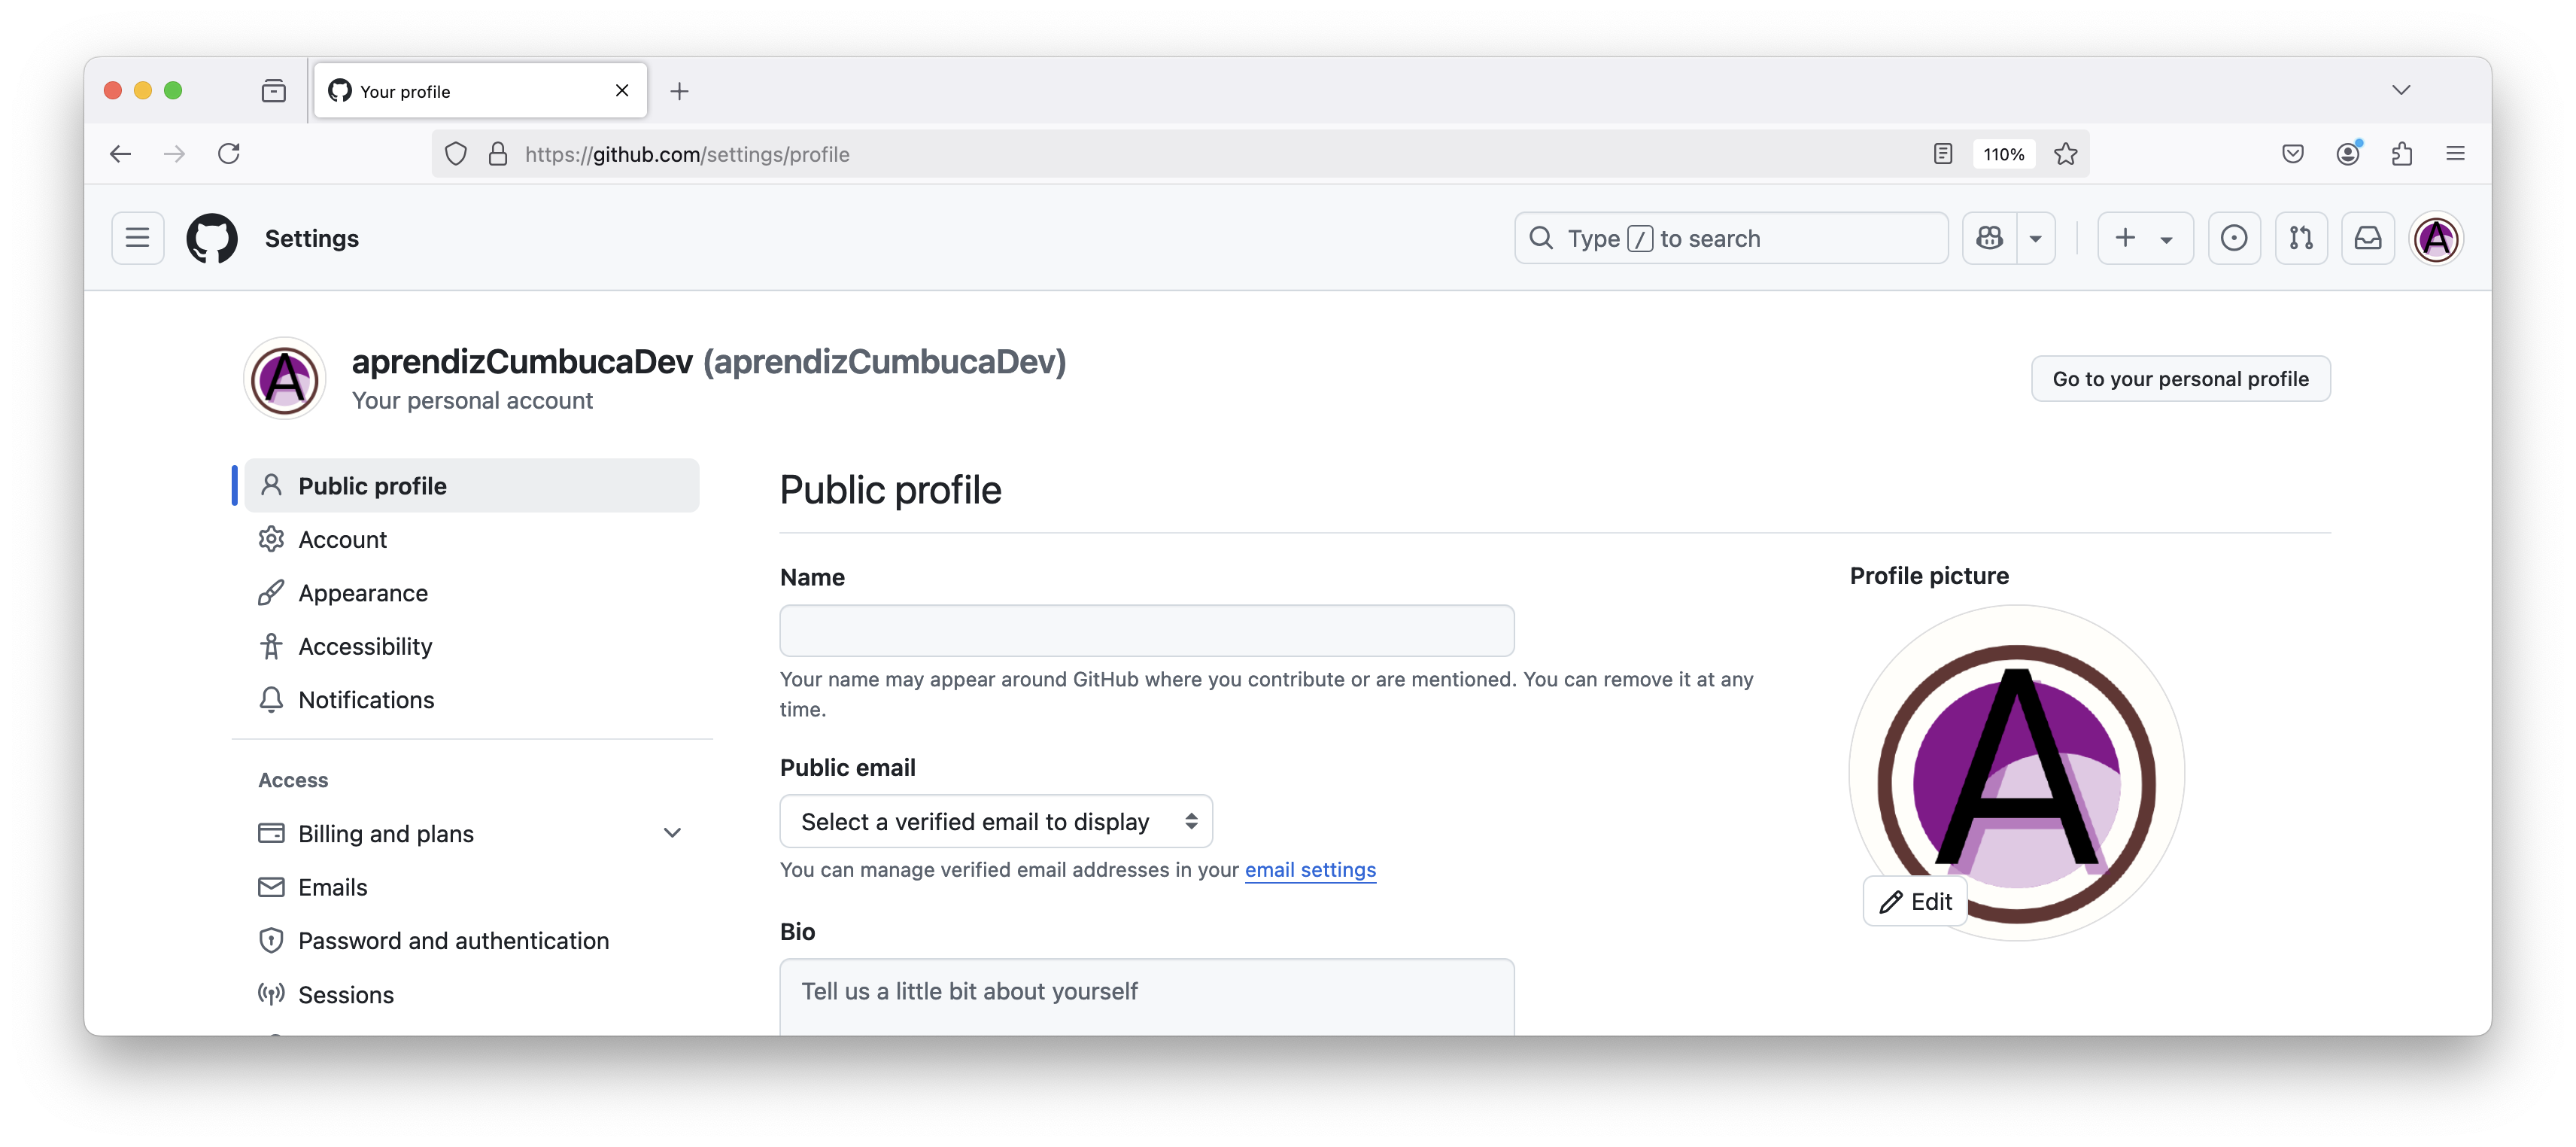 Your profile
https://github.com/settings/profile
110%
Settings
Type / to search
A
A
aprendizCumbucaDev (aprendizCumbucaDev)
Your personal account
Go to your personal profile
Public profile
Account
Appearance
Accessibility
Notifications
Access
Billing and plans
Emails
Password and authentication
Sessions
Public profile
Name
Your name may appear around GitHub where you contribute or are mentioned. You can remove it at any
time.
Public email
Select a verified email to display
You can manage verified email addresses in your email settings
Bio
Tell us a little bit about yourself
Profile picture
A
Edit